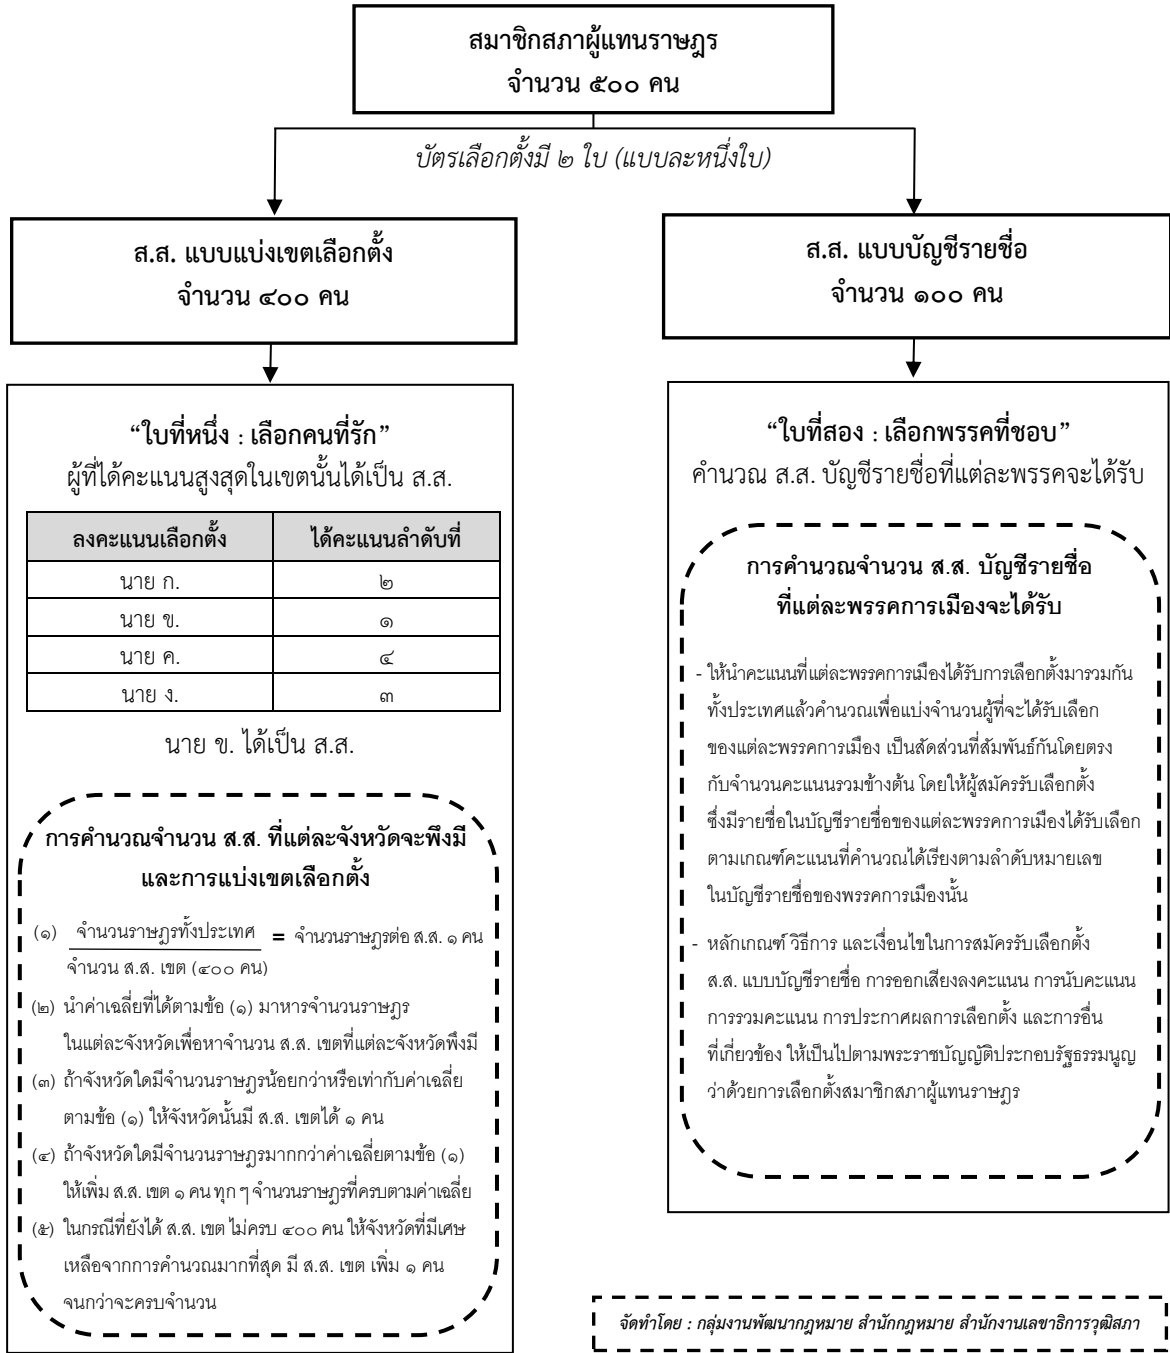 สมาชิกสภาผู้แทนราษฎร
จำนวน ๕๐๐ คน
บัตรเลือกตั้งมี ๒ ใบ (แบบละหนึ่งใบ)
ส.ส. แบบแบ่งเขตเลือกตั้ง
จำนวน ๔๐๐ คน
“ใบที่หนึ่ง : เลือกคนที่รัก”
ผู้ที่ได้คะแนนสูงสุดในเขตนั้นได้เป็น ส.ส.
ลงคะแนนเลือกตั้ง ได้คะแนนลำดับที่
นาย ก. ๒
นาย ข. ๑
นาย ค. ๔
นาย ง. ๓
นาย ข. ได้เป็น ส.ส.
การคำนวณจำนวน ส.ส. ที่แต่ละจังหวัดจะพึงมี
และการแบ่งเขตเลือกตั้ง
(๑) จำนวนราษฎรทั้งประเทศ = จำนวนราษฎรต่อ ส.ส. ๑ คน
จำนวน ส.ส. เขต (๔๐๐ คน)
(๒) นำค่าเฉลี่ยที่ได้ตามข้อ (๑) มาหารจำนวนราษฎร
ในแต่ละจังหวัดเพื่อหาจำนวน ส.ส. เขตที่แต่ละจังหวัดพึงมี
(๓) ถ้าจังหวัดใดมีจำนวนราษฎรน้อยกว่าหรือเท่ากับค่าเฉลี่ย
ตามข้อ (๑) ให้จังหวัดนั้นมี ส.ส. เขตได้ ๑ คน
(๔) ถ้าจังหวัดใดมีจำนวนราษฎรมากกว่าค่าเฉลี่ยตามข้อ (๑)
ให้เพิ่ม ส.ส. เขต ๑ คน ทุก ๆ จำนวนราษฎรที่ครบตามค่าเฉลี่ย
(๕) ในกรณีที่ยังได้ ส.ส. เขต ไม่ครบ ๔๐๐ คน ให้จังหวัดที่มีเศษ
เหลือจากการคำนวณมากที่สุด มี ส.ส. เขต เพิ่ม ๑ คน
จนกว่าจะครบจำนวน
ส.ส. แบบบัญชีรายชื่อ
จำนวน ๑๐๐ คน
“ใบที่สอง : เลือกพรรคที่ชอบ”
คำนวณ ส.ส. บัญชีรายชื่อที่แต่ละพรรคจะได้รับ
การคำนวณจำนวน ส.ส. บัญชีรายชื่อ
ที่แต่ละพรรคการเมืองจะได้รับ
- ให้นำคะแนนที่แต่ละพรรคการเมืองได้รับการเลือกตั้งมารวมกัน
ทั้งประเทศแล้วคำนวณเพื่อแบ่งจำนวนผู้ที่จะได้รับเลือก
ของแต่ละพรรคการเมือง เป็นสัดส่วนที่สัมพันธ์กันโดยตรง
กับจำนวนคะแนนรวมข้างต้น โดยให้ผู้สมัครรับเลือกตั้ง
ซึ่งมีรายชื่อในบัญชีรายชื่อของแต่ละพรรคการเมืองได้รับเลือก
ตามเกณฑ์คะแนนที่คำนวณได้เรียงตามลำดับหมายเลข
ในบัญชีรายชื่อของพรรคการเมืองนั้น
- หลักเกณฑ์ วิธีการ และเงื่อนไขในการสมัครรับเลือกตั้ง
ส.ส. แบบบัญชีรายชื่อ การออกเสียงลงคะแนน การนับคะแนน
การรวมคะแนน การประกาศผลการเลือกตั้ง และการอื่น
ที่เกี่ยวข้อง ให้เป็นไปตามพระราชบัญญัติประกอบรัฐธรรมนูญ
ว่าด้วยการเลือกตั้งสมาชิกสภาผู้แทนราษฎร
จัดทำโดย : กลุ่มงานพัฒนากฎหมาย สำนักกฎหมาย สำนักงานเลขาธิการวุฒิสภา